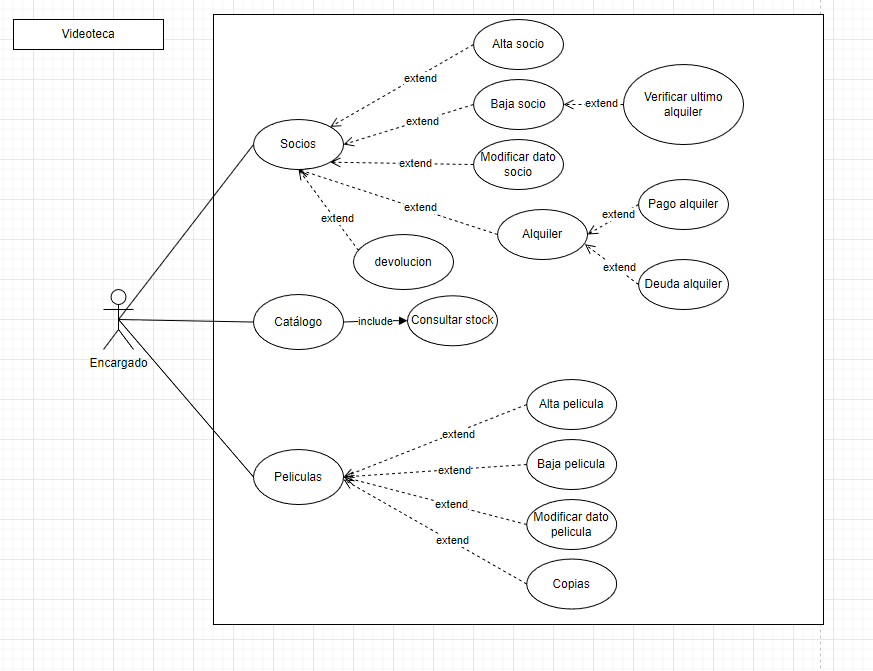 Videoteca
Alta socio
extend
Baja socio
extend
Verificar ultimo
alquiler
extend
Socios
Modificar dato
socio
extend
extend
Pago alquiler
extend
extend
Alquiler
devolucion
extend
Deuda alquiler
Catálogo
include
Consultar stock
Encargado
Alta pelicula
extend
Baja pelicula
extend
Peliculas
extend
Modificar dato
pelicula
extend
Copias